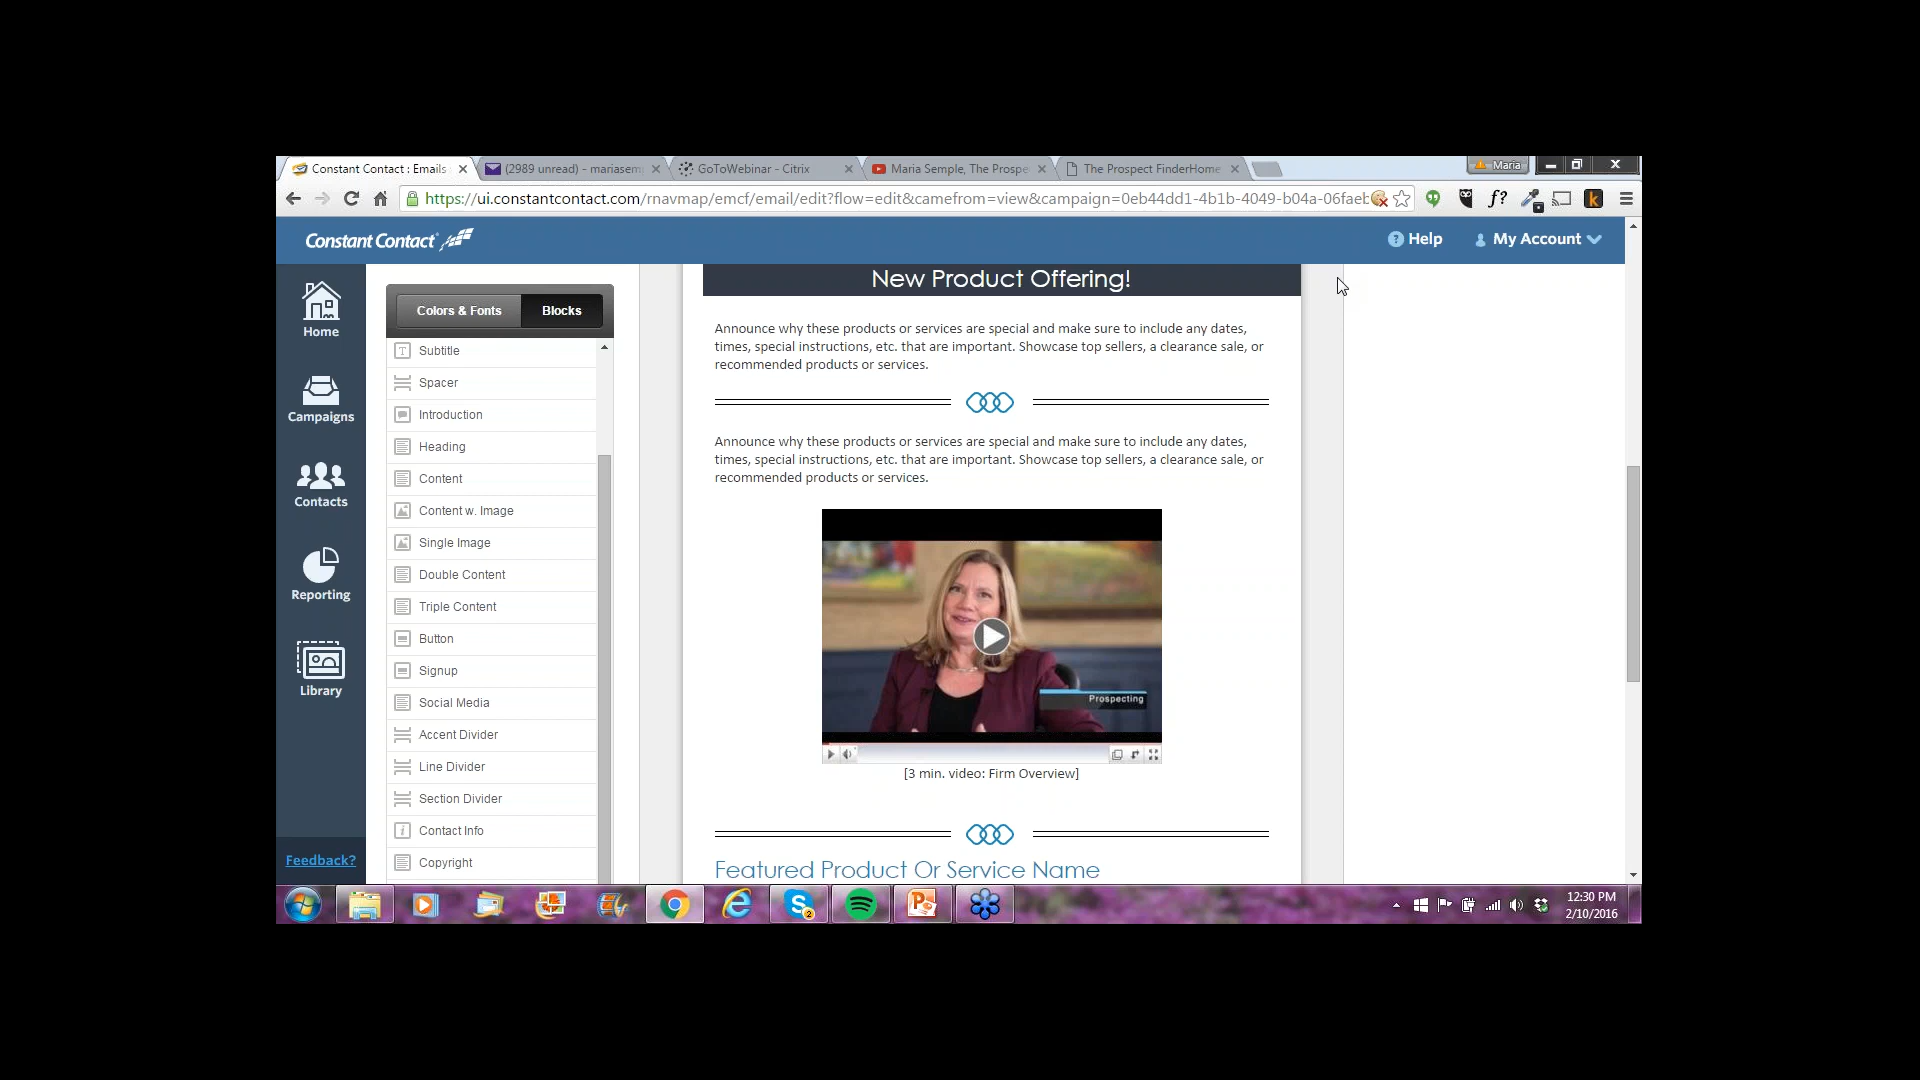 Constant Contact : Emails
(2989 unread) - mariasem
GoToWebinar - Citrix
Maria Semple, The Prospe
The Prospect FinderHome
Maria
https://ui.constantcontact.com/rnavmap/emcf/email/edit?flow=edit&camefrom=view&campaign=0eb44dd1-4b1b-4049-b04a-06faeb
Constant Contact
Help
My Account
Home
Campaigns
Contacts
Reporting
Library
Feedback?
Colors & Fonts
Blocks
Subtitle
Spacer
Introduction
Heading
Content
Content w. Image
Single Image
Double Content
Triple Content
Button
Signup
Social Media
Accent Divider
Line Divider
Section Divider
Contact Info
Copyright
New Product Offering!
Announce why these products or services are special and make sure to include any dates,
times, special instructions, etc. that are important. Showcase top sellers, a clearance sale, or
recommended products or services.
Announce why these products or services are special and make sure to include any dates,
times, special instructions, etc. that are important. Showcase top sellers, a clearance sale, or
recommended products or services.
Prospecting
[3 min. video: Firm Overview]
Featured Product Or Service Name
12:30 PM
2/10/2016